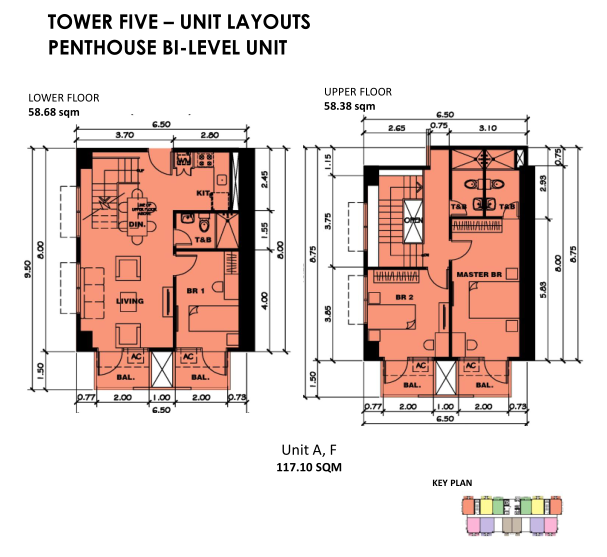 TOWER FIVE – UNIT LAYOUTS
PENTHOUSE BI-LEVEL UNIT
LOWER FLOOR
58.68 sqm
6.50
3.70
2.80
9.50
8.00
1.50
2.45
1.55
4.00
8.00
UP
KIT.
LINE OF
UPPER FLOOR
ABOVE
DIN.
T&B
LIVING
BR 1
AC
AC
BAL.
BAL.
0.77
2.00
1.00
2.00
0.73
6.50
UPPER FLOOR
58.38 sqm
6.50
2.65
0.75
3.10
1.15
3.75
8.75
3.85
1.50
0.75
2.93
5.83
8.00
8.75
T&B
T&B
OPEN
MASTER BR
BR 2
AC
AC
BAL.
BAL.
0.77
2.00
1.00
2.00
0.73
6.50
Unit A, F
117.10 SQM
KEY PLAN